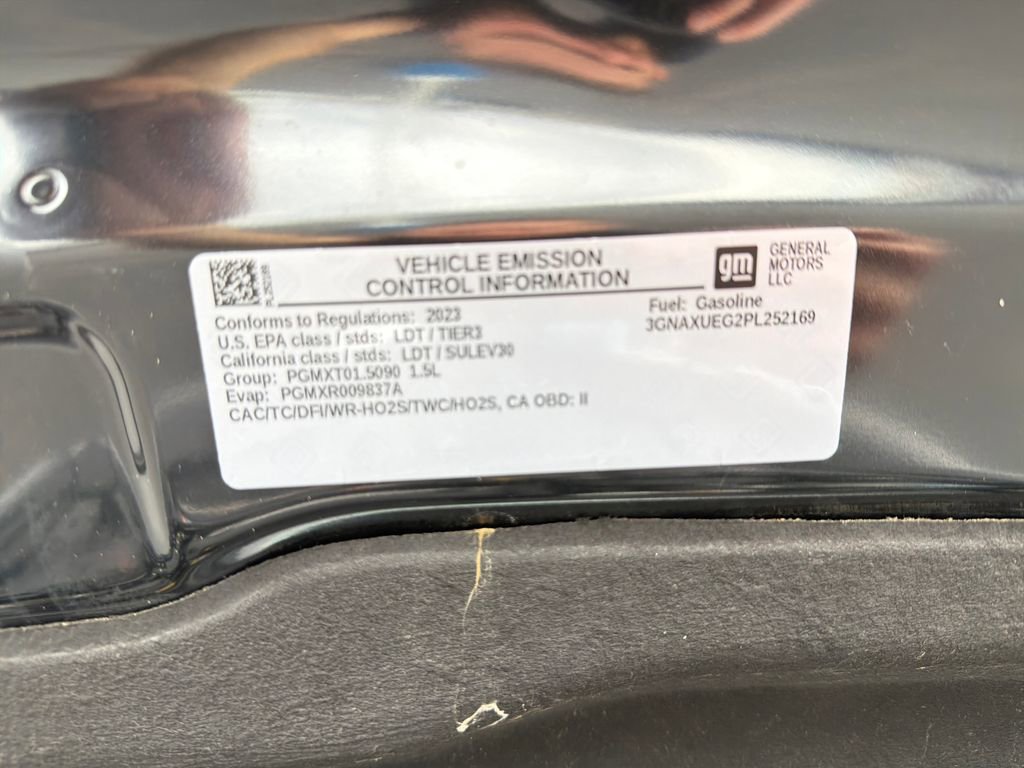 PL252169
VEHICLE EMISSION
CONTROL INFORMATION
gm
GENERAL
MOTORS
LLC
Conforms to Regulations: 2023
U.S. EPA class / stds: LDT / TIER3
California class / stds: LDT / SULEV30
Group: PGMXT01.5090 1.5L
Evap: PGMXR009837A
CAC/TC/DFI/WR-HO2S/TWC/HO2S, CA OBD: II
Fuel: Gasoline
3GNAXUEG2PL252169